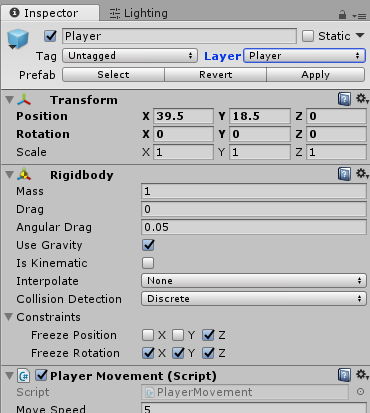 Inspector Lighting
Player Static
Tag Untagged Layer Player
Prefab Select Revert Apply
Transform
Position X 39.5 Y 18.5 Z 0
Rotation X 0 Y 0 Z 0
Scale X 1 Y 1 Z 1
Rigidbody
Mass 1
Drag 0
Angular Drag 0.05
Use Gravity
Is Kinematic
Interpolate None
Collision Detection Discrete
Constraints
Freeze Position X Y Z
Freeze Rotation X Y Z
Player Movement (Script)
Script PlayerMovement
Move Speed 5